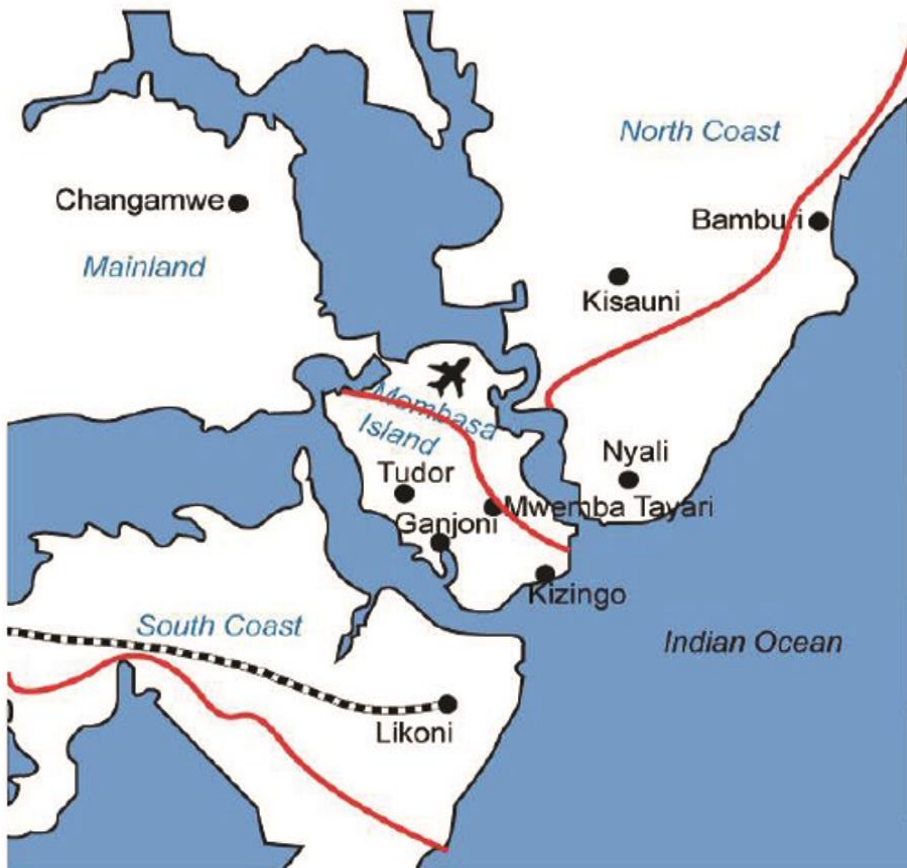 North Coast
Changamwe
Bamburi
Mainland
Kisauni
Mombasa
Island
Nyali
Tudor
Mwemba Tayari
Ganjoni
Kizingo
South Coast
Indian Ocean
Likoni